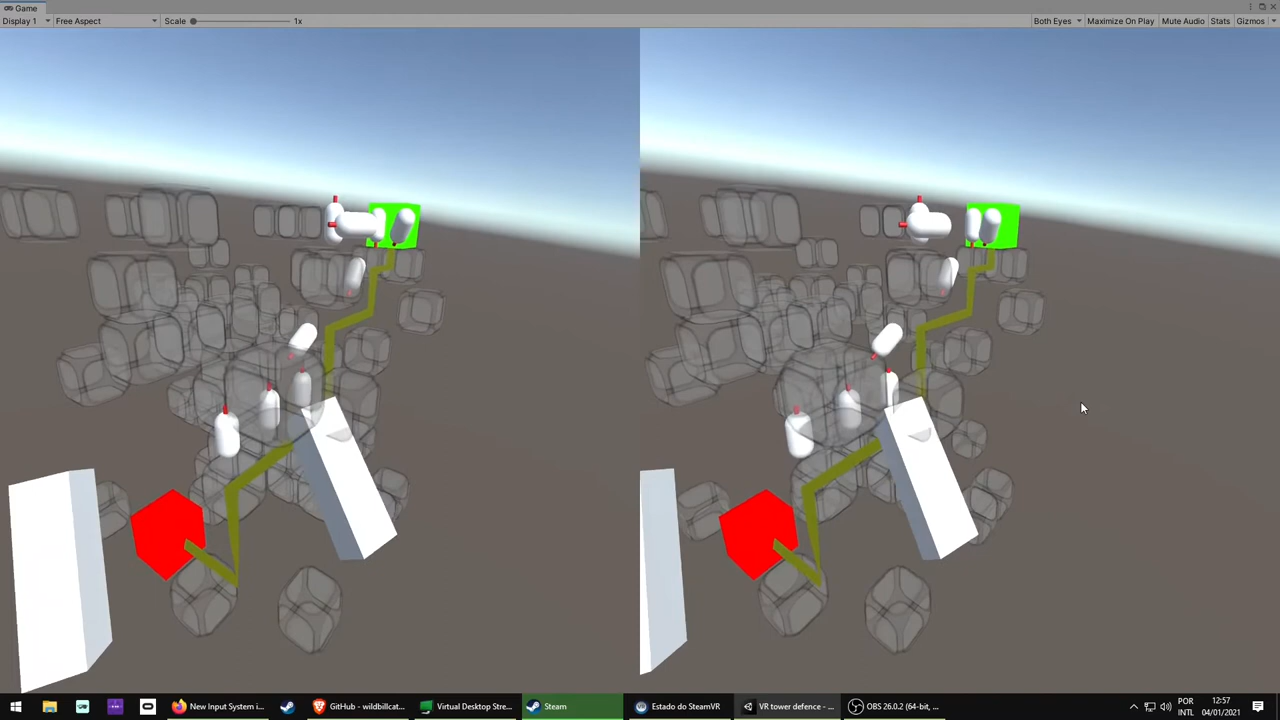 Game
Display 1 Free Aspect Scale 1x Both Eyes Maximize On Play Mute Audio Stats Gizmos
New Input System i... GitHub - wildbillcat... Virtual Desktop Stre... Steam Estado do SteamVR VR tower defence - ... OBS 26.0.2 (64-bit, ... POR 12:57
INTL 04/01/2021